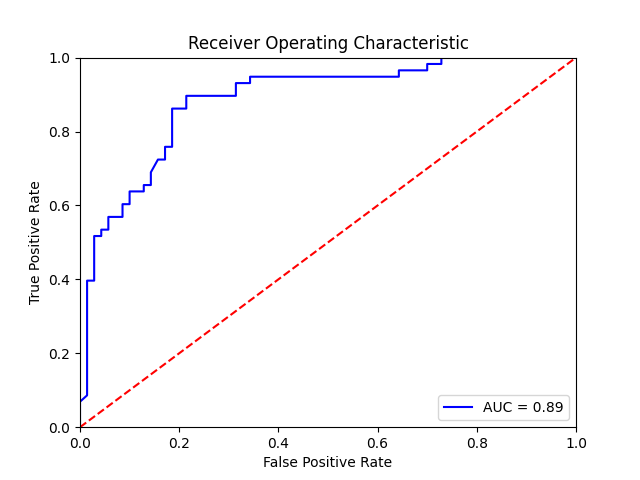 Receiver Operating Characteristic
1.0
0.8
0.6
0.4
0.2
0.0
True Positive Rate
AUC = 0.89
0.0 0.2 0.4 0.6 0.8 1.0
False Positive Rate